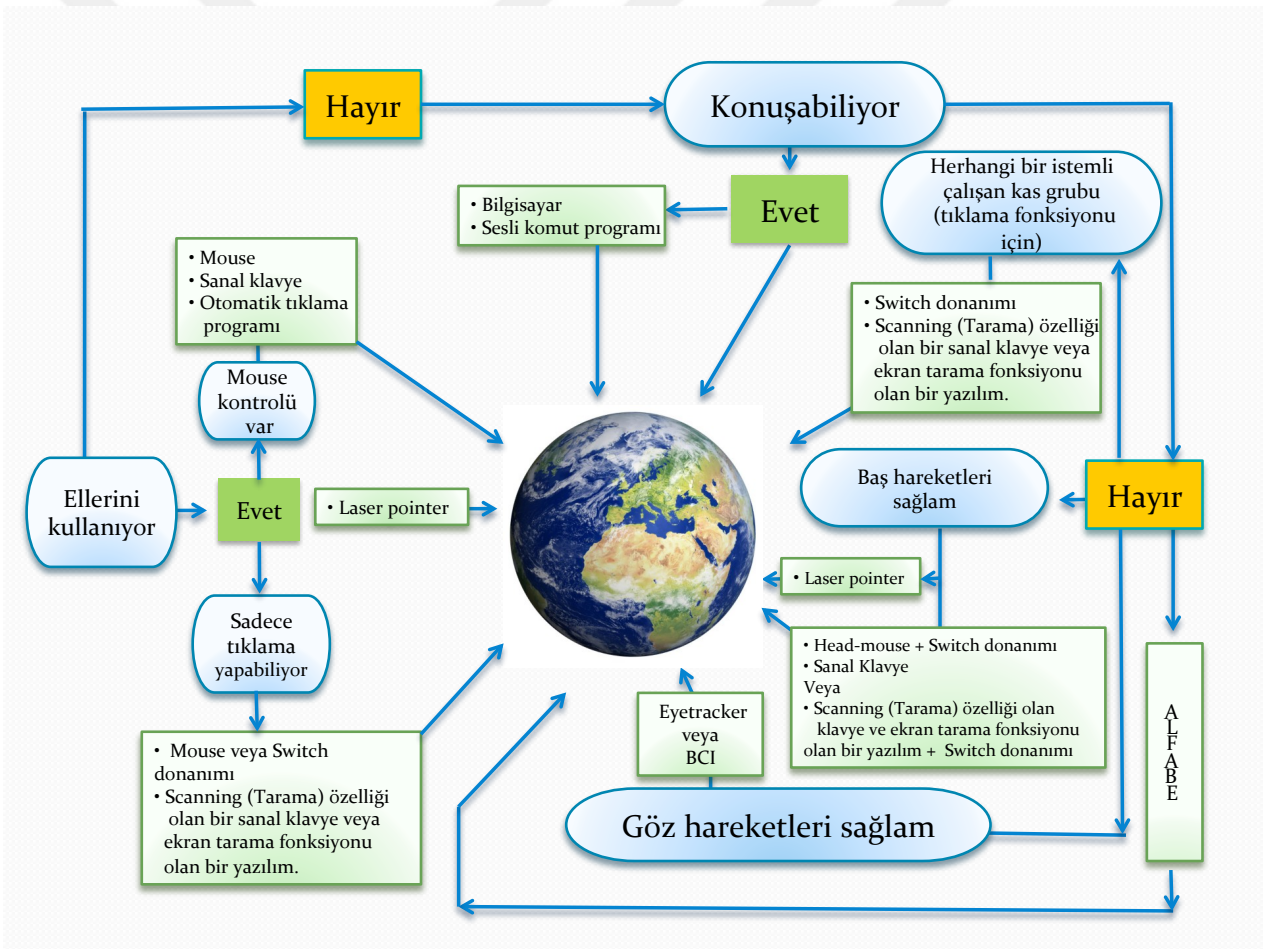 Hayır
Konuşabiliyor
Herhangi bir istemli
çalışan kas grubu
(tıklama fonksiyonu
için)
• Bilgisayar
• Sesli komut programı
Evet
• Mouse
• Sanal klavye
• Otomatik tıklama
programı
• Switch donanımı
• Scanning (Tarama) özelliği
olan bir sanal klavye veya
ekran tarama fonksiyonu
olan bir yazılım.
Mouse
kontrolü
var
Ellerini
kullanıyor
Evet
• Laser pointer
Baş hareketleri
sağlam
Hayır
• Laser pointer
Sadece
tıklama
yapabiliyor
• Head-mouse + Switch donanımı
• Sanal Klavye
Veya
• Scanning (Tarama) özelliği olan
klavye ve ekran tarama fonksiyonu
olan bir yazılım + Switch donanımı
Eyetracker
veya
BCI
A
L
F
A
B
E
• Mouse veya Switch
donanımı
• Scanning (Tarama) özelliği
olan bir sanal klavye veya
ekran tarama fonksiyonu
olan bir yazılım.
Göz hareketleri sağlam